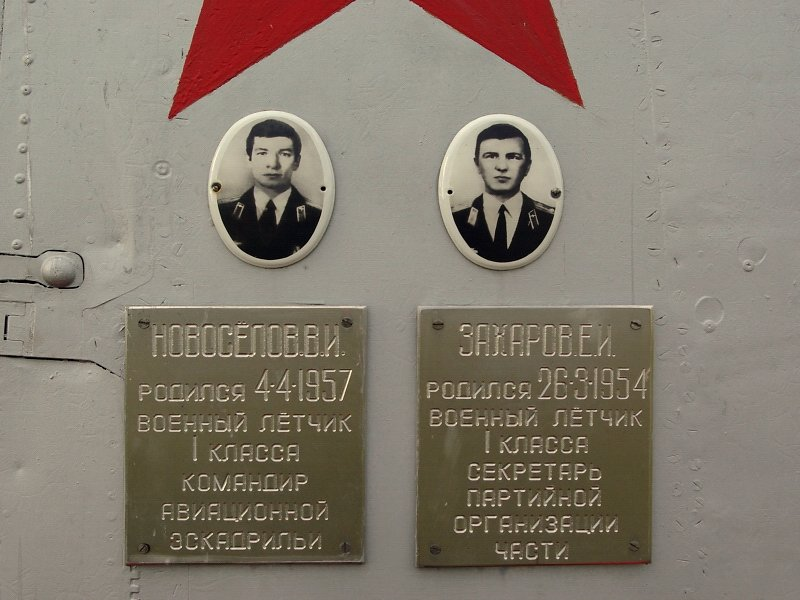 НОВОСЁЛОВ.В.И.
РОДИЛСЯ 4·4·1957
ВОЕННЫЙ ЛЁТЧИК
I КЛАССА
КОМАНДИР
АВИАЦИОННОЙ
ЭСКАДРИЛЬИ
ЗАХАРОВ.Е.И.
РОДИЛСЯ 26·3·1954
ВОЕННЫЙ ЛЁТЧИК
I КЛАССА
СЕКРЕТАРЬ
ПАРТИЙНОЙ
ОРГАНИЗАЦИИ
ЧАСТИ